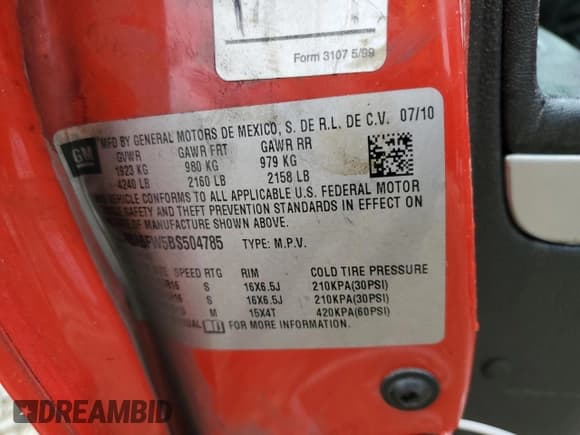 Form 3107 5/99
GM
MFD BY GENERAL MOTORS DE MEXICO, S. DE R.L. DE C.V. 07/10
GVWR GAWR FRT GAWR RR
1923 KG 980 KG 979 KG
4240 LB 2160 LB 2158 LB
VEHICLE CONFORMS TO ALL APPLICABLE U.S. FEDERAL MOTOR
SAFETY AND THEFT PREVENTION STANDARDS IN EFFECT ON
DATE OF MANUFACTURE SHOWN ABOVE.
W5BS504785 TYPE: M.P.V.
SPEED RTG RIM COLD TIRE PRESSURE
S 16X6.5J 210KPA(30PSI)
S 16X6.5J 210KPA(30PSI)
M 15X4T 420KPA(60PSI)
FOR MORE INFORMATION.
DREAMBID